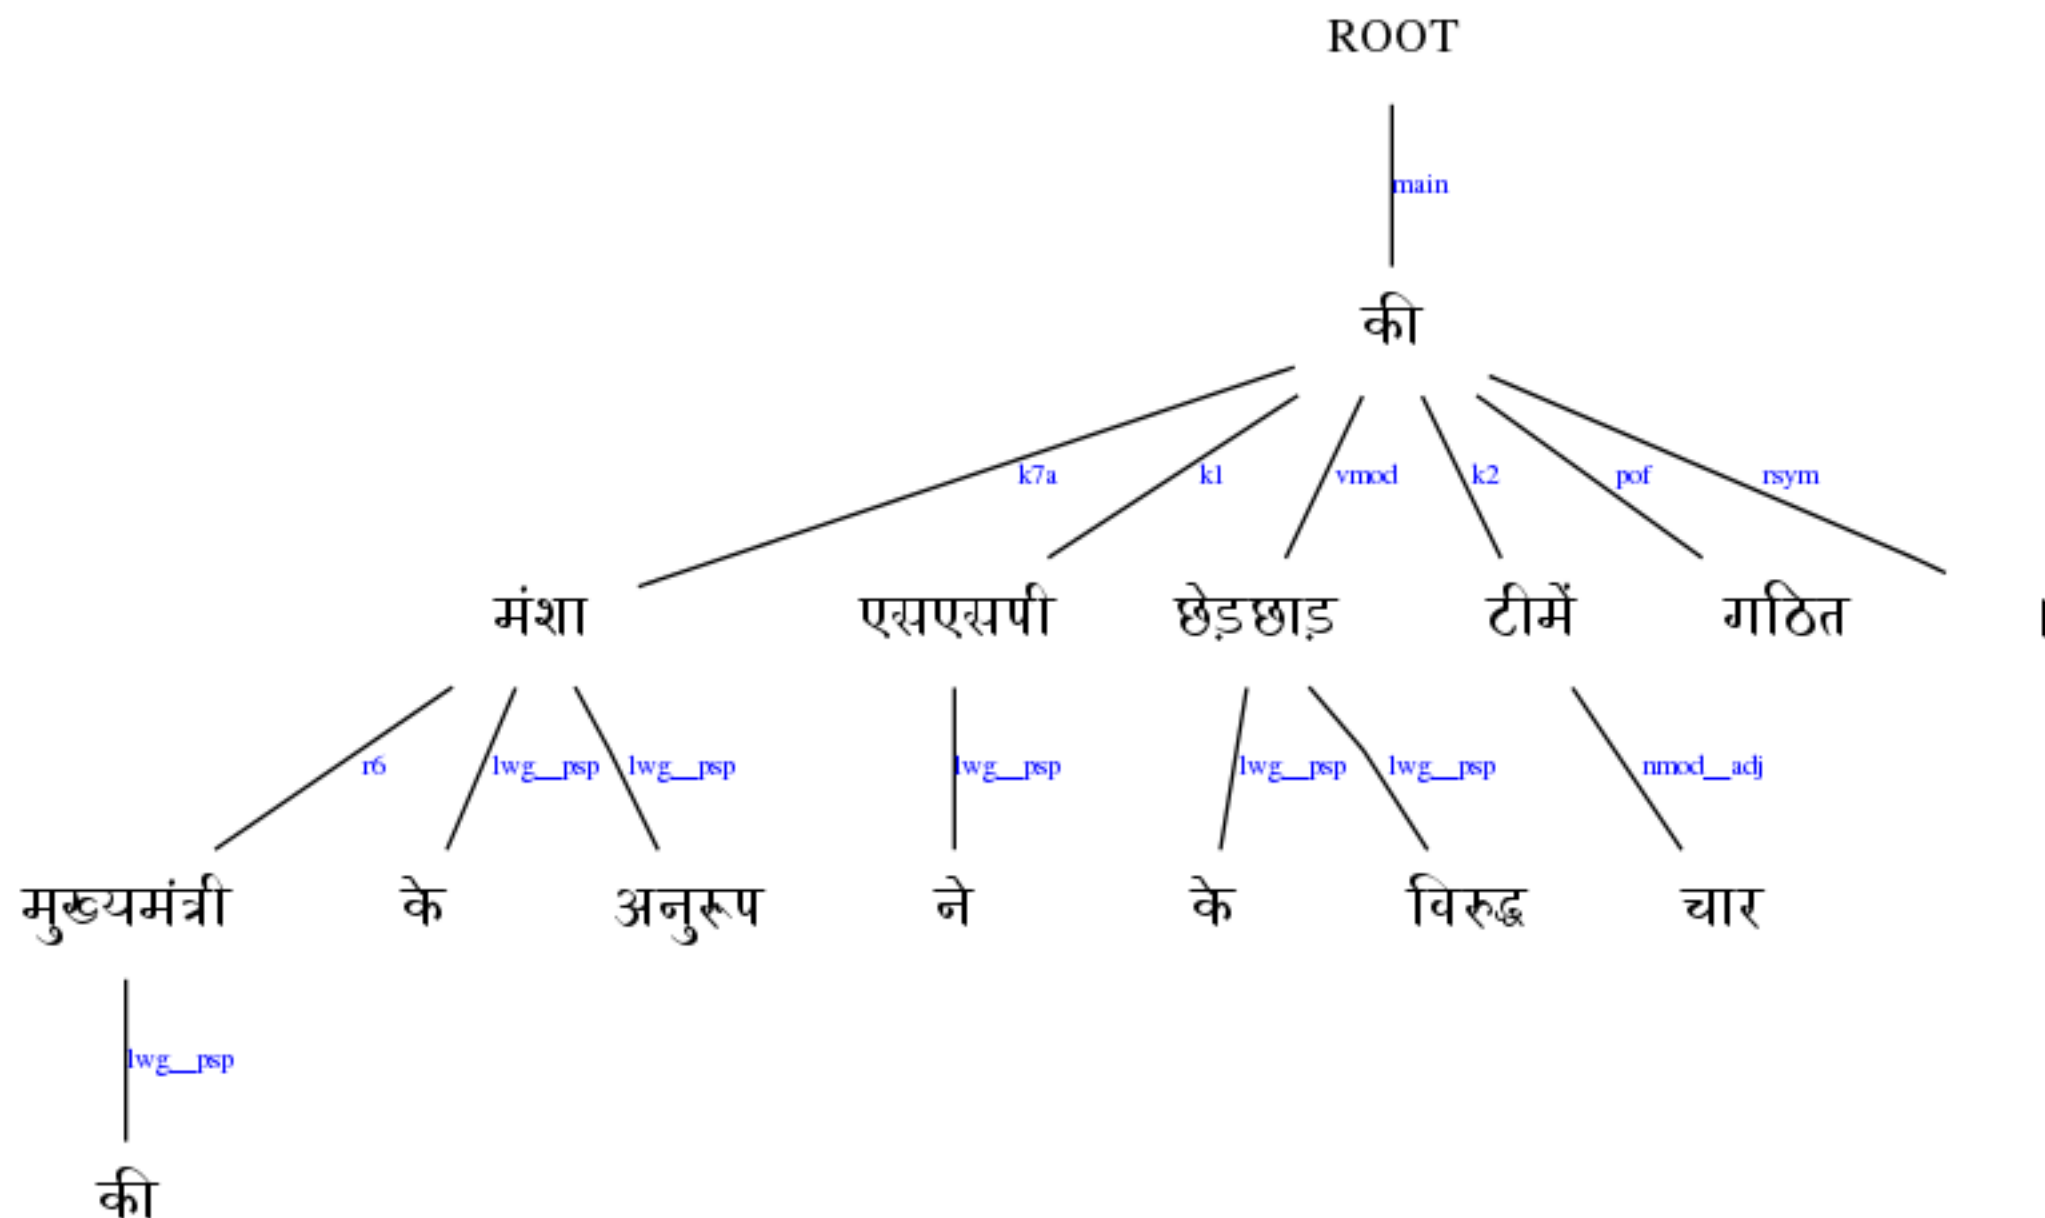 ROOT
main
की
k7a k1 vmod k2 pof rsym
मंशा एसएसपी छेड़छाड़ टीमें गठित ।
r6 lwg__psp lwg__psp lwg__psp lwg__psp lwg__psp nmod__adj
मुख्यमंत्री के अनुरूप ने के विरुद्ध चार
lwg__psp
की